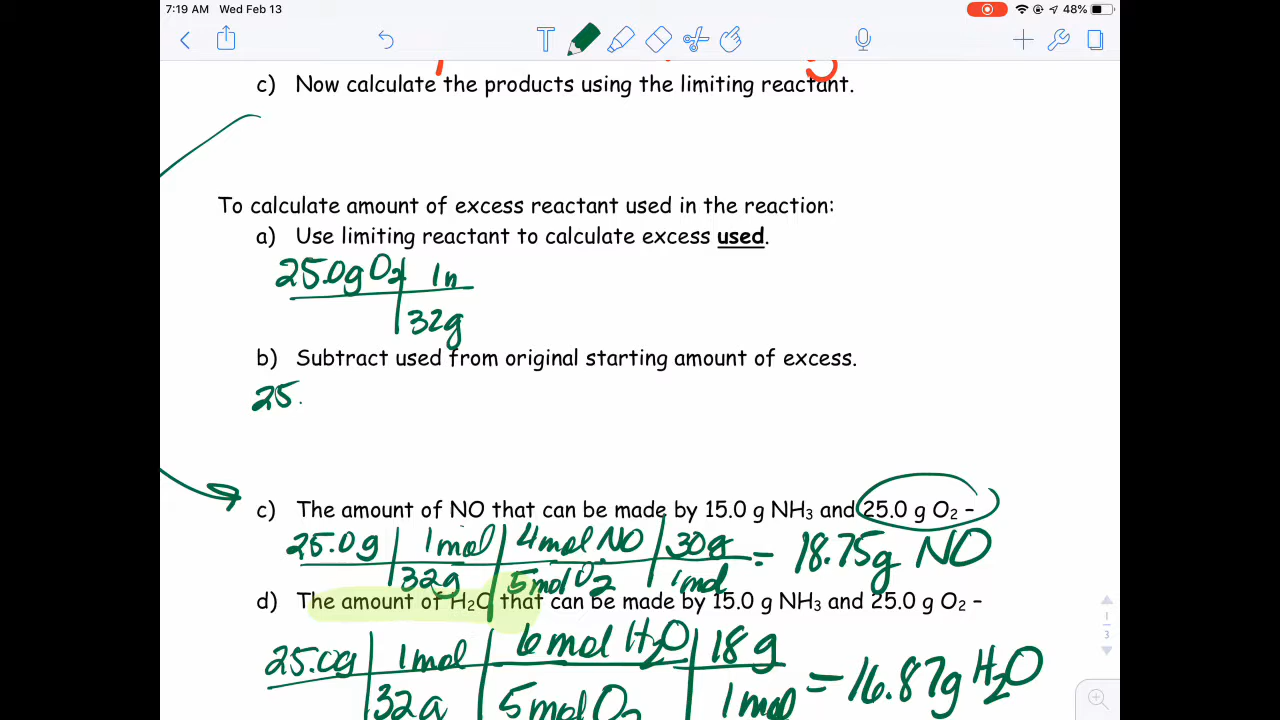 7:19 AM Wed Feb 13 48%
c) Now calculate the products using the limiting reactant.
To calculate amount of excess reactant used in the reaction:
a) Use limiting reactant to calculate excess used.
25.0g O2 1n
32g
b) Subtract used from original starting amount of excess.
25.
c) The amount of NO that can be made by 15.0 g NH₃ and 25.0 g O₂ –
25.0g 1mol 4mol NO 30g = 18.75g NO
32g 5mol O2 1mol
d) The amount of H₂O that can be made by 15.0 g NH₃ and 25.0 g O₂ –
25.0g 1mol 6mol H2O 18g = 16.87g H2O
32g 5mol O2 1mol
1
3